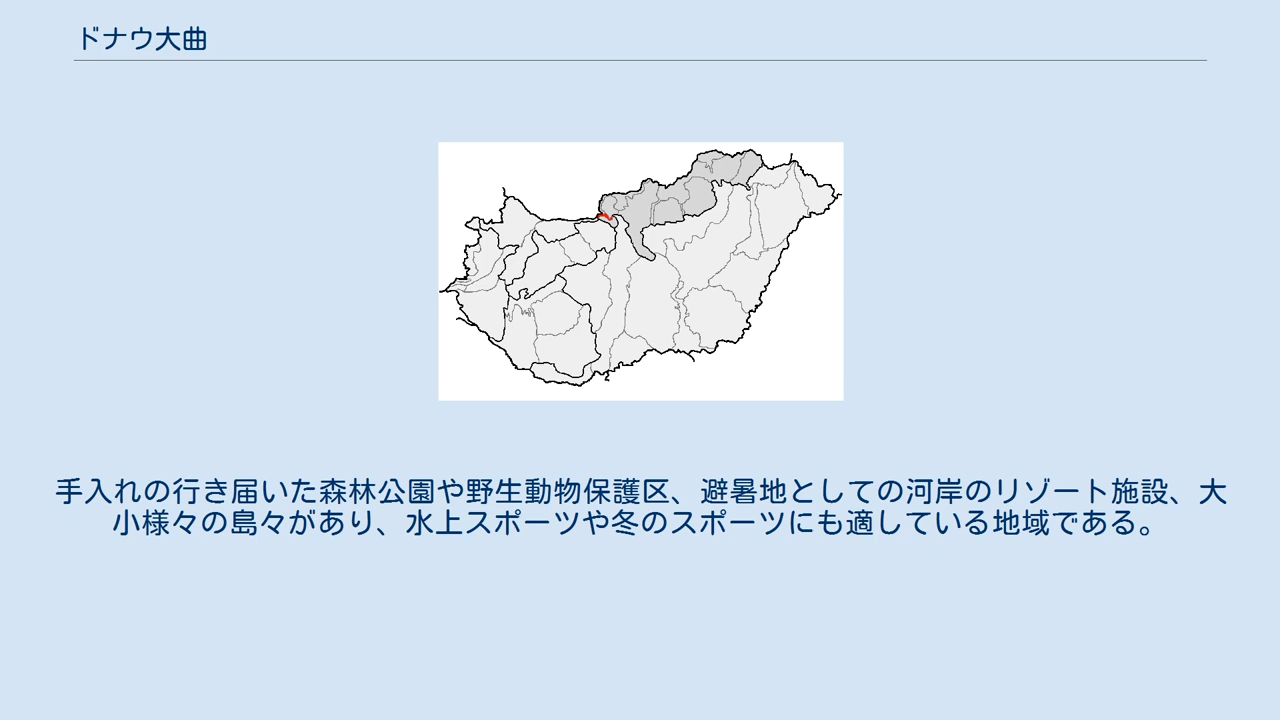 ドナウ大曲
手入れの行き届いた森林公園や野生動物保護区、避暑地としての河岸のリゾート施設、大
小様々の島々があり、水上スポーツや冬のスポーツにも適している地域である。